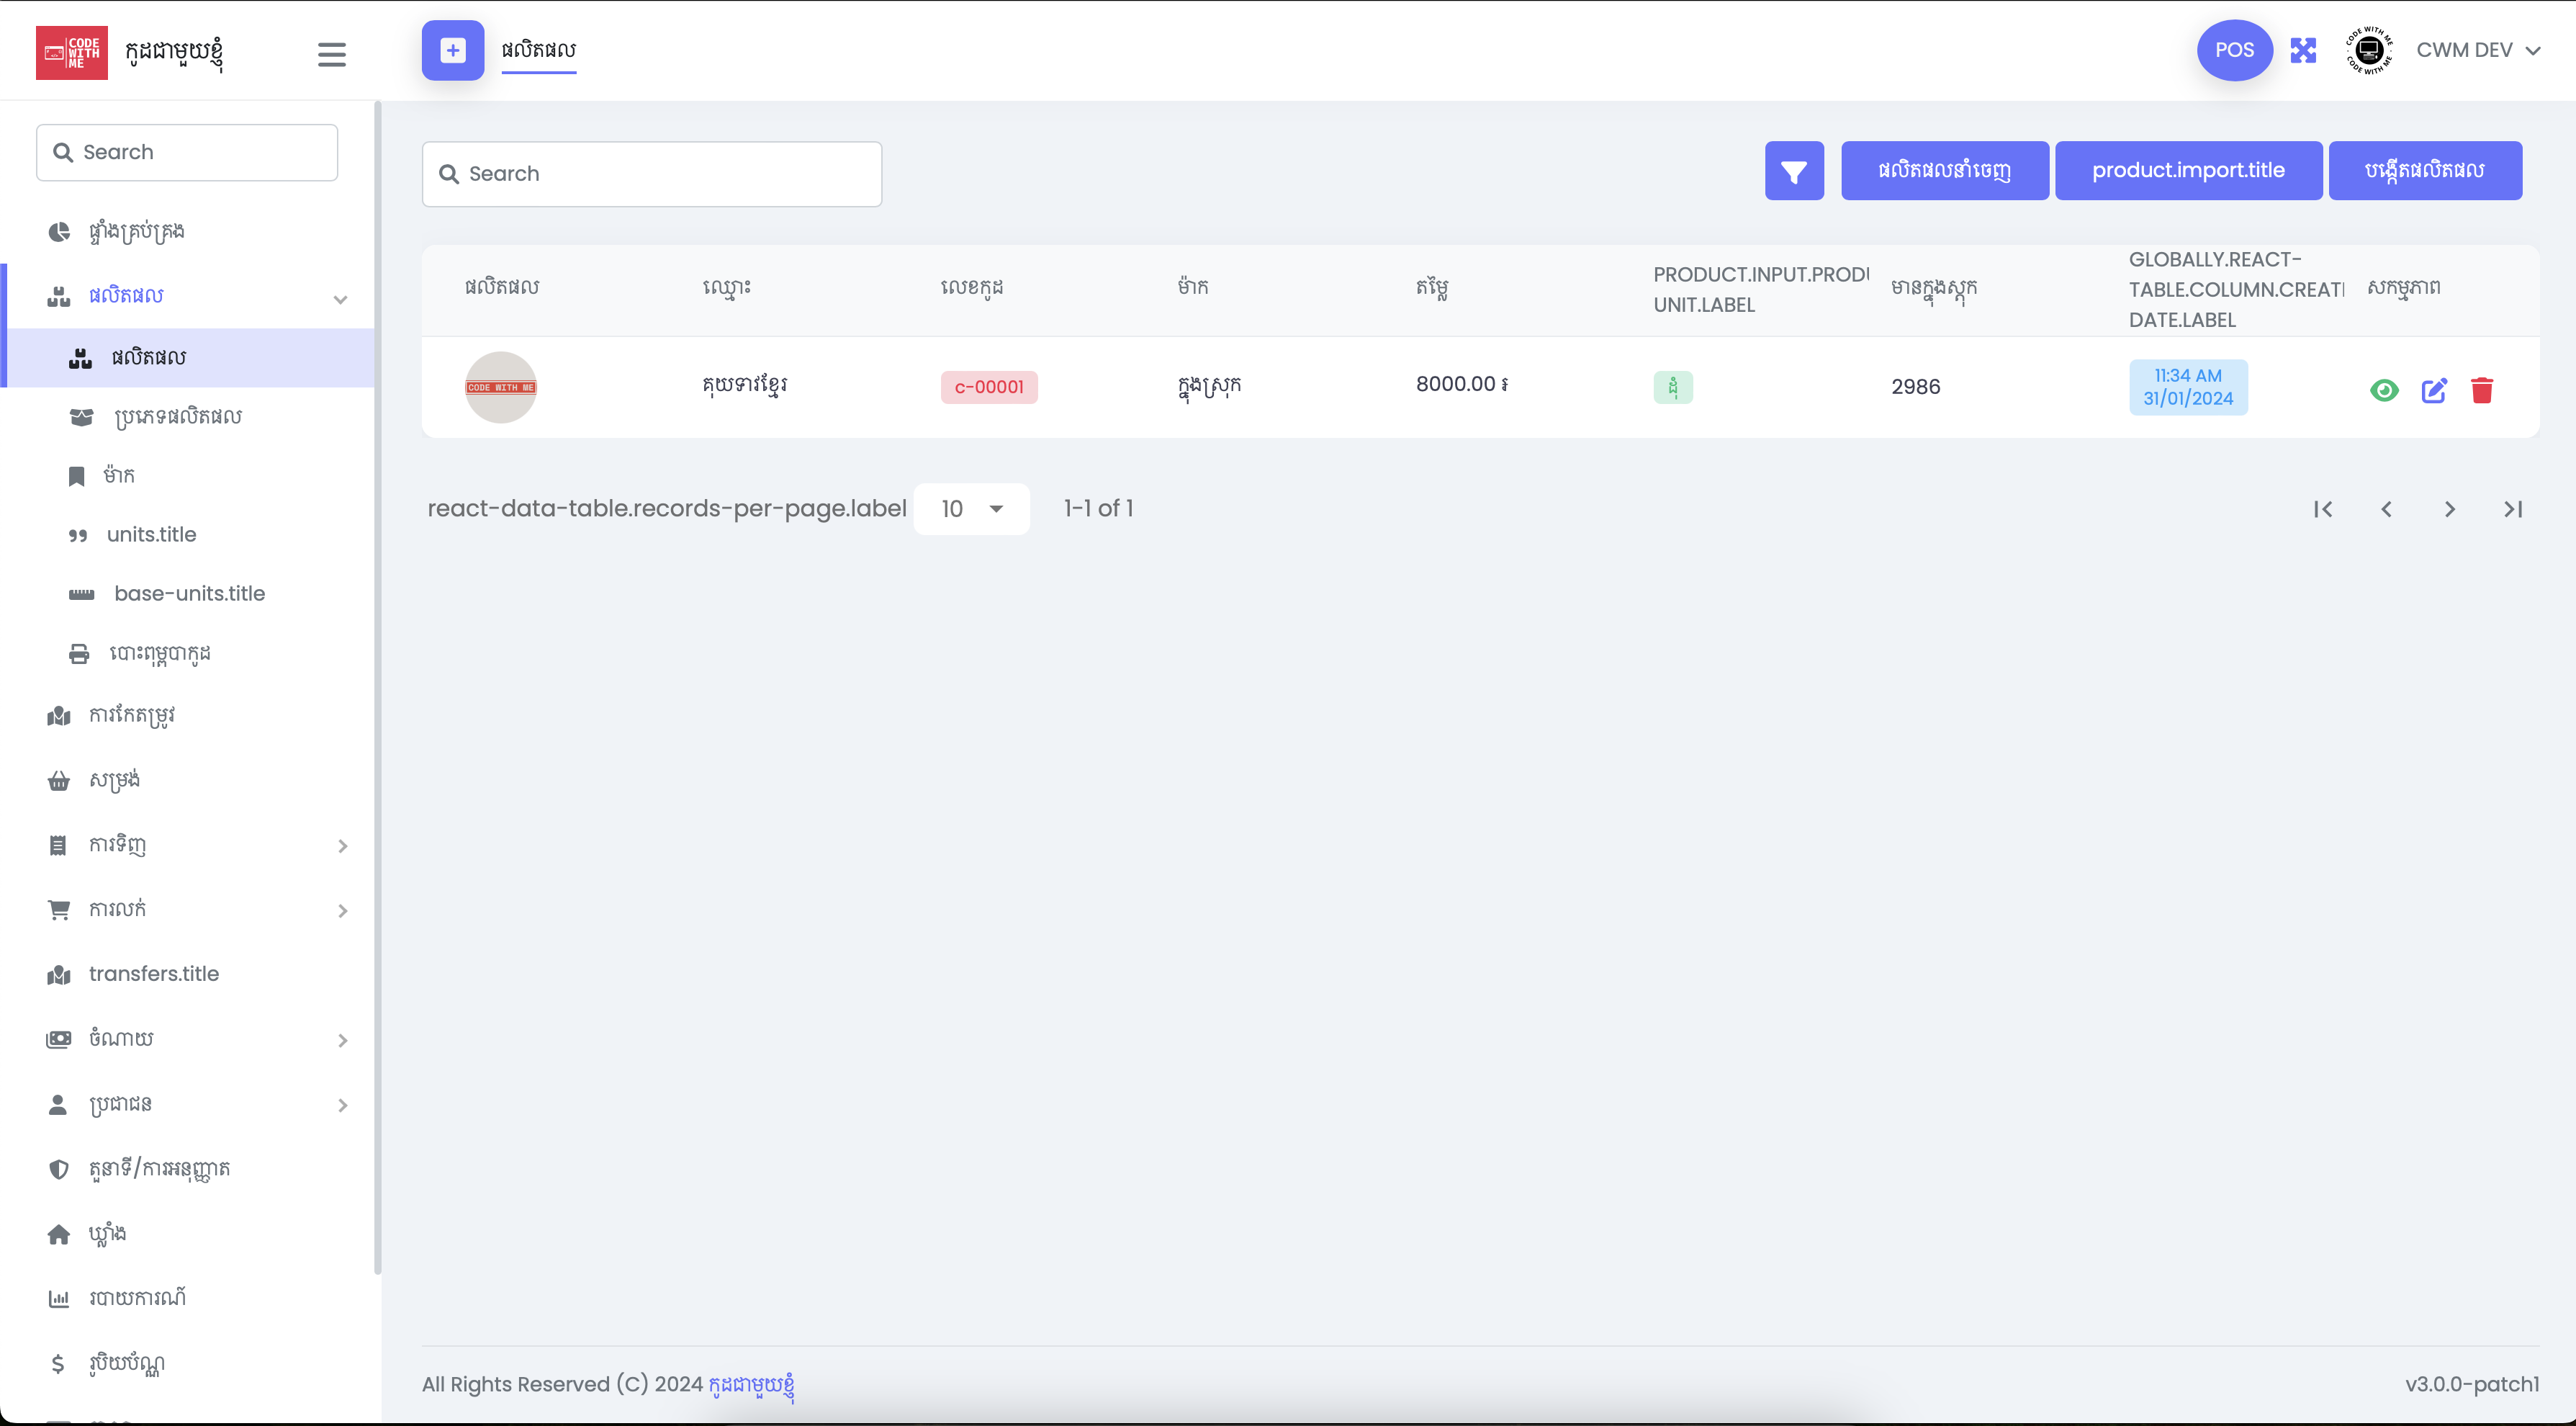 CODE
WITH
ME
កូដជាមួយខ្ញុំ
ផលិតផល
POS
CWM DEV
Search
ផ្ទាំងគ្រប់គ្រង
ផលិតផល
ផលិតផល
ប្រភេទផលិតផល
ម៉ាក
units.title
base-units.title
បោះពុម្ពបាកូដ
ការកែតម្រូវ
សម្រង់
ការទិញ
ការលក់
transfers.title
ចំណាយ
ប្រជាជន
តួនាទី/ការអនុញ្ញាត
ឃ្លាំង
របាយការណ៍
រូបិយប័ណ្ណ
Search
ផលិតផលនាំចេញ
product.import.title
បង្កើតផលិតផល
ផលិតផល
ឈ្មោះ
លេខកូដ
ម៉ាក
តម្លៃ
PRODUCT.INPUT.PRODU
UNIT.LABEL
មានក្នុងស្តុក
GLOBALLY.REACT-
TABLE.COLUMN.CREATI
DATE.LABEL
សកម្មភាព
CODE WITH ME
គុយទាវខ្មែរ
c-00001
ក្នុងស្រុក
8000.00 ៛
ដុំ
2986
11:34 AM
31/01/2024
react-data-table.records-per-page.label 10 1-1 of 1
All Rights Reserved (C) 2024 កូដជាមួយខ្ញុំ
v3.0.0-patch1